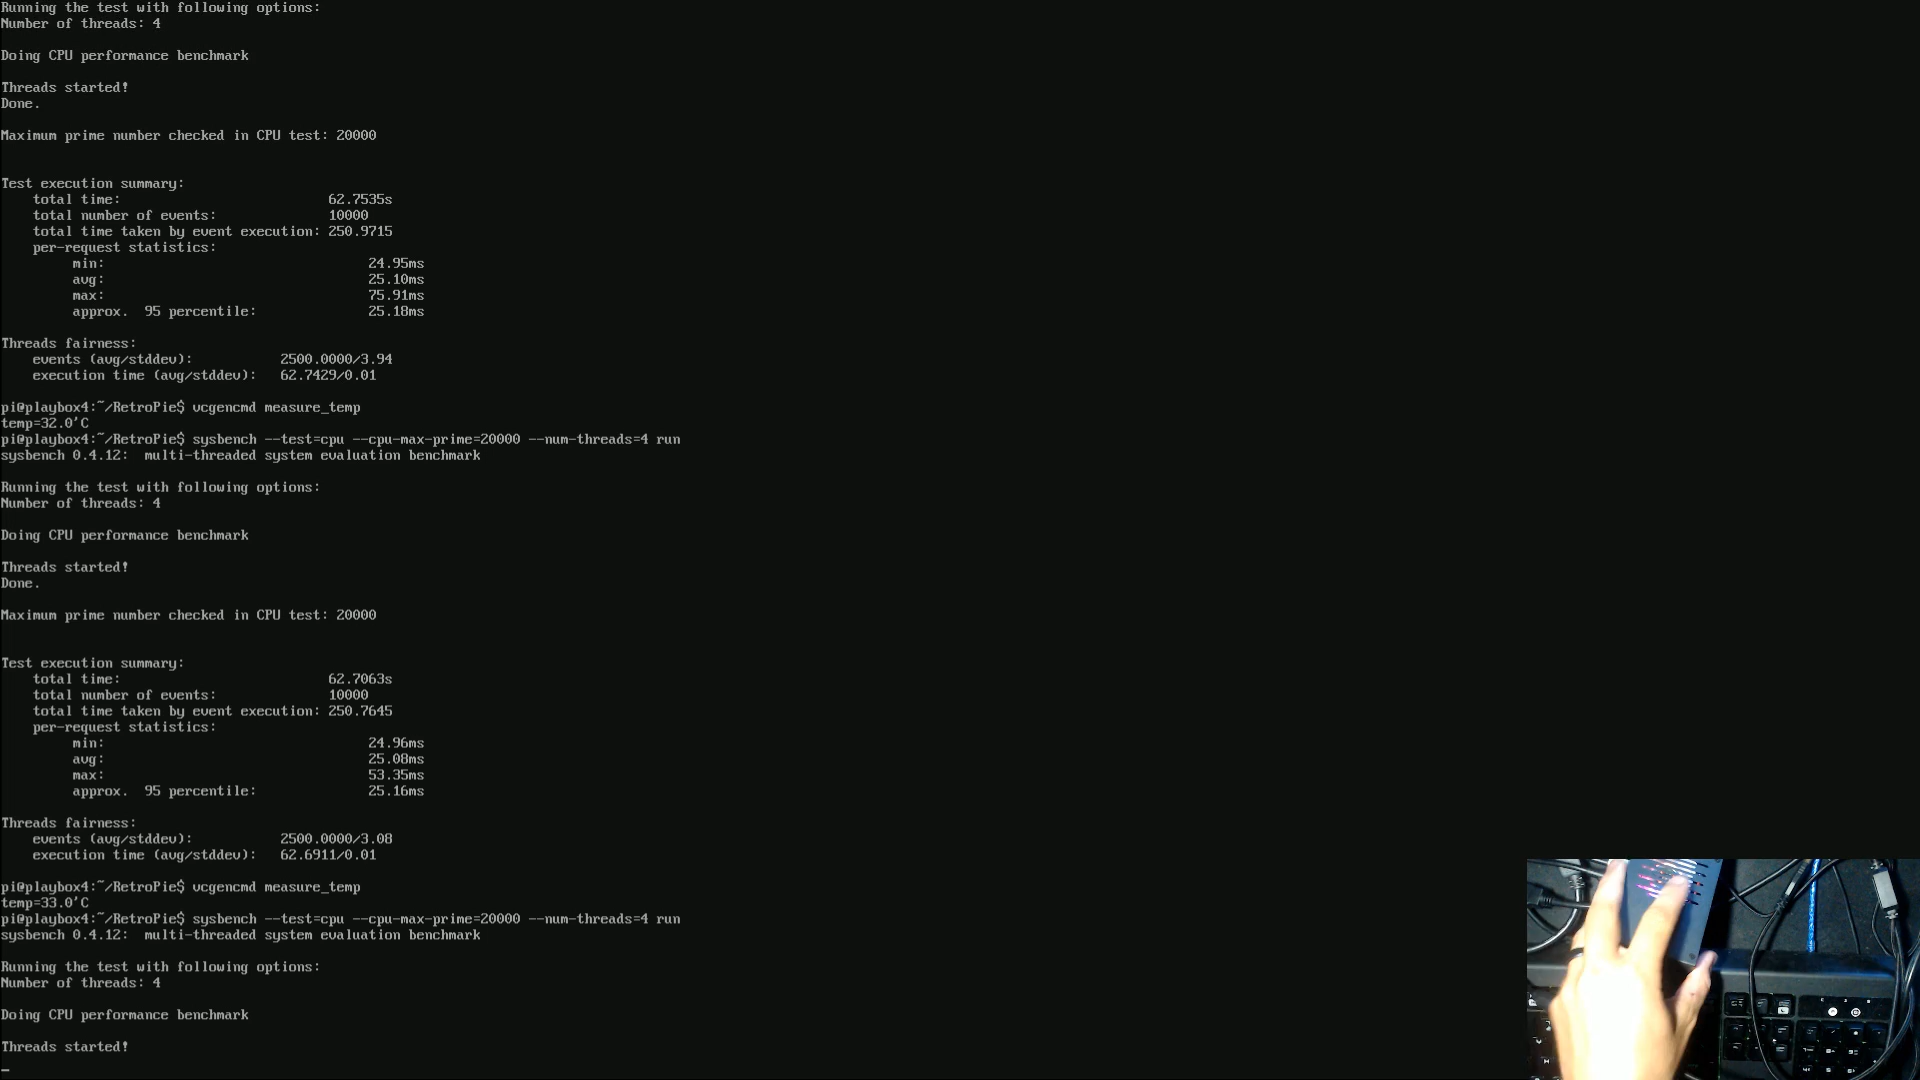 Running the test with following options:
Number of threads: 4
Doing CPU performance benchmark
Threads started!
Done.
Maximum prime number checked in CPU test: 20000
Test execution summary:
total time: 62.7535s
total number of events: 10000
total time taken by event execution: 250.9715
per-request statistics:
min: 24.95ms
avg: 25.10ms
max: 75.91ms
approx.  95 percentile: 25.18ms
Threads fairness:
events (avg/stddev): 2500.0000/3.94
execution time (avg/stddev): 62.7429/0.01
pi@playbox4:~/RetroPie$ vcgencmd measure_temp
temp=32.0'C
pi@playbox4:~/RetroPie$ sysbench --test=cpu --cpu-max-prime=20000 --num-threads=4 run
sysbench 0.4.12:  multi-threaded system evaluation benchmark
Running the test with following options:
Number of threads: 4
Doing CPU performance benchmark
Threads started!
Done.
Maximum prime number checked in CPU test: 20000
Test execution summary:
total time: 62.7063s
total number of events: 10000
total time taken by event execution: 250.7645
per-request statistics:
min: 24.96ms
avg: 25.08ms
max: 53.35ms
approx.  95 percentile: 25.16ms
Threads fairness:
events (avg/stddev): 2500.0000/3.08
execution time (avg/stddev): 62.6911/0.01
pi@playbox4:~/RetroPie$ vcgencmd measure_temp
temp=33.0'C
pi@playbox4:~/RetroPie$ sysbench --test=cpu --cpu-max-prime=20000 --num-threads=4 run
sysbench 0.4.12:  multi-threaded system evaluation benchmark
Running the test with following options:
Number of threads: 4
Doing CPU performance benchmark
Threads started!
_